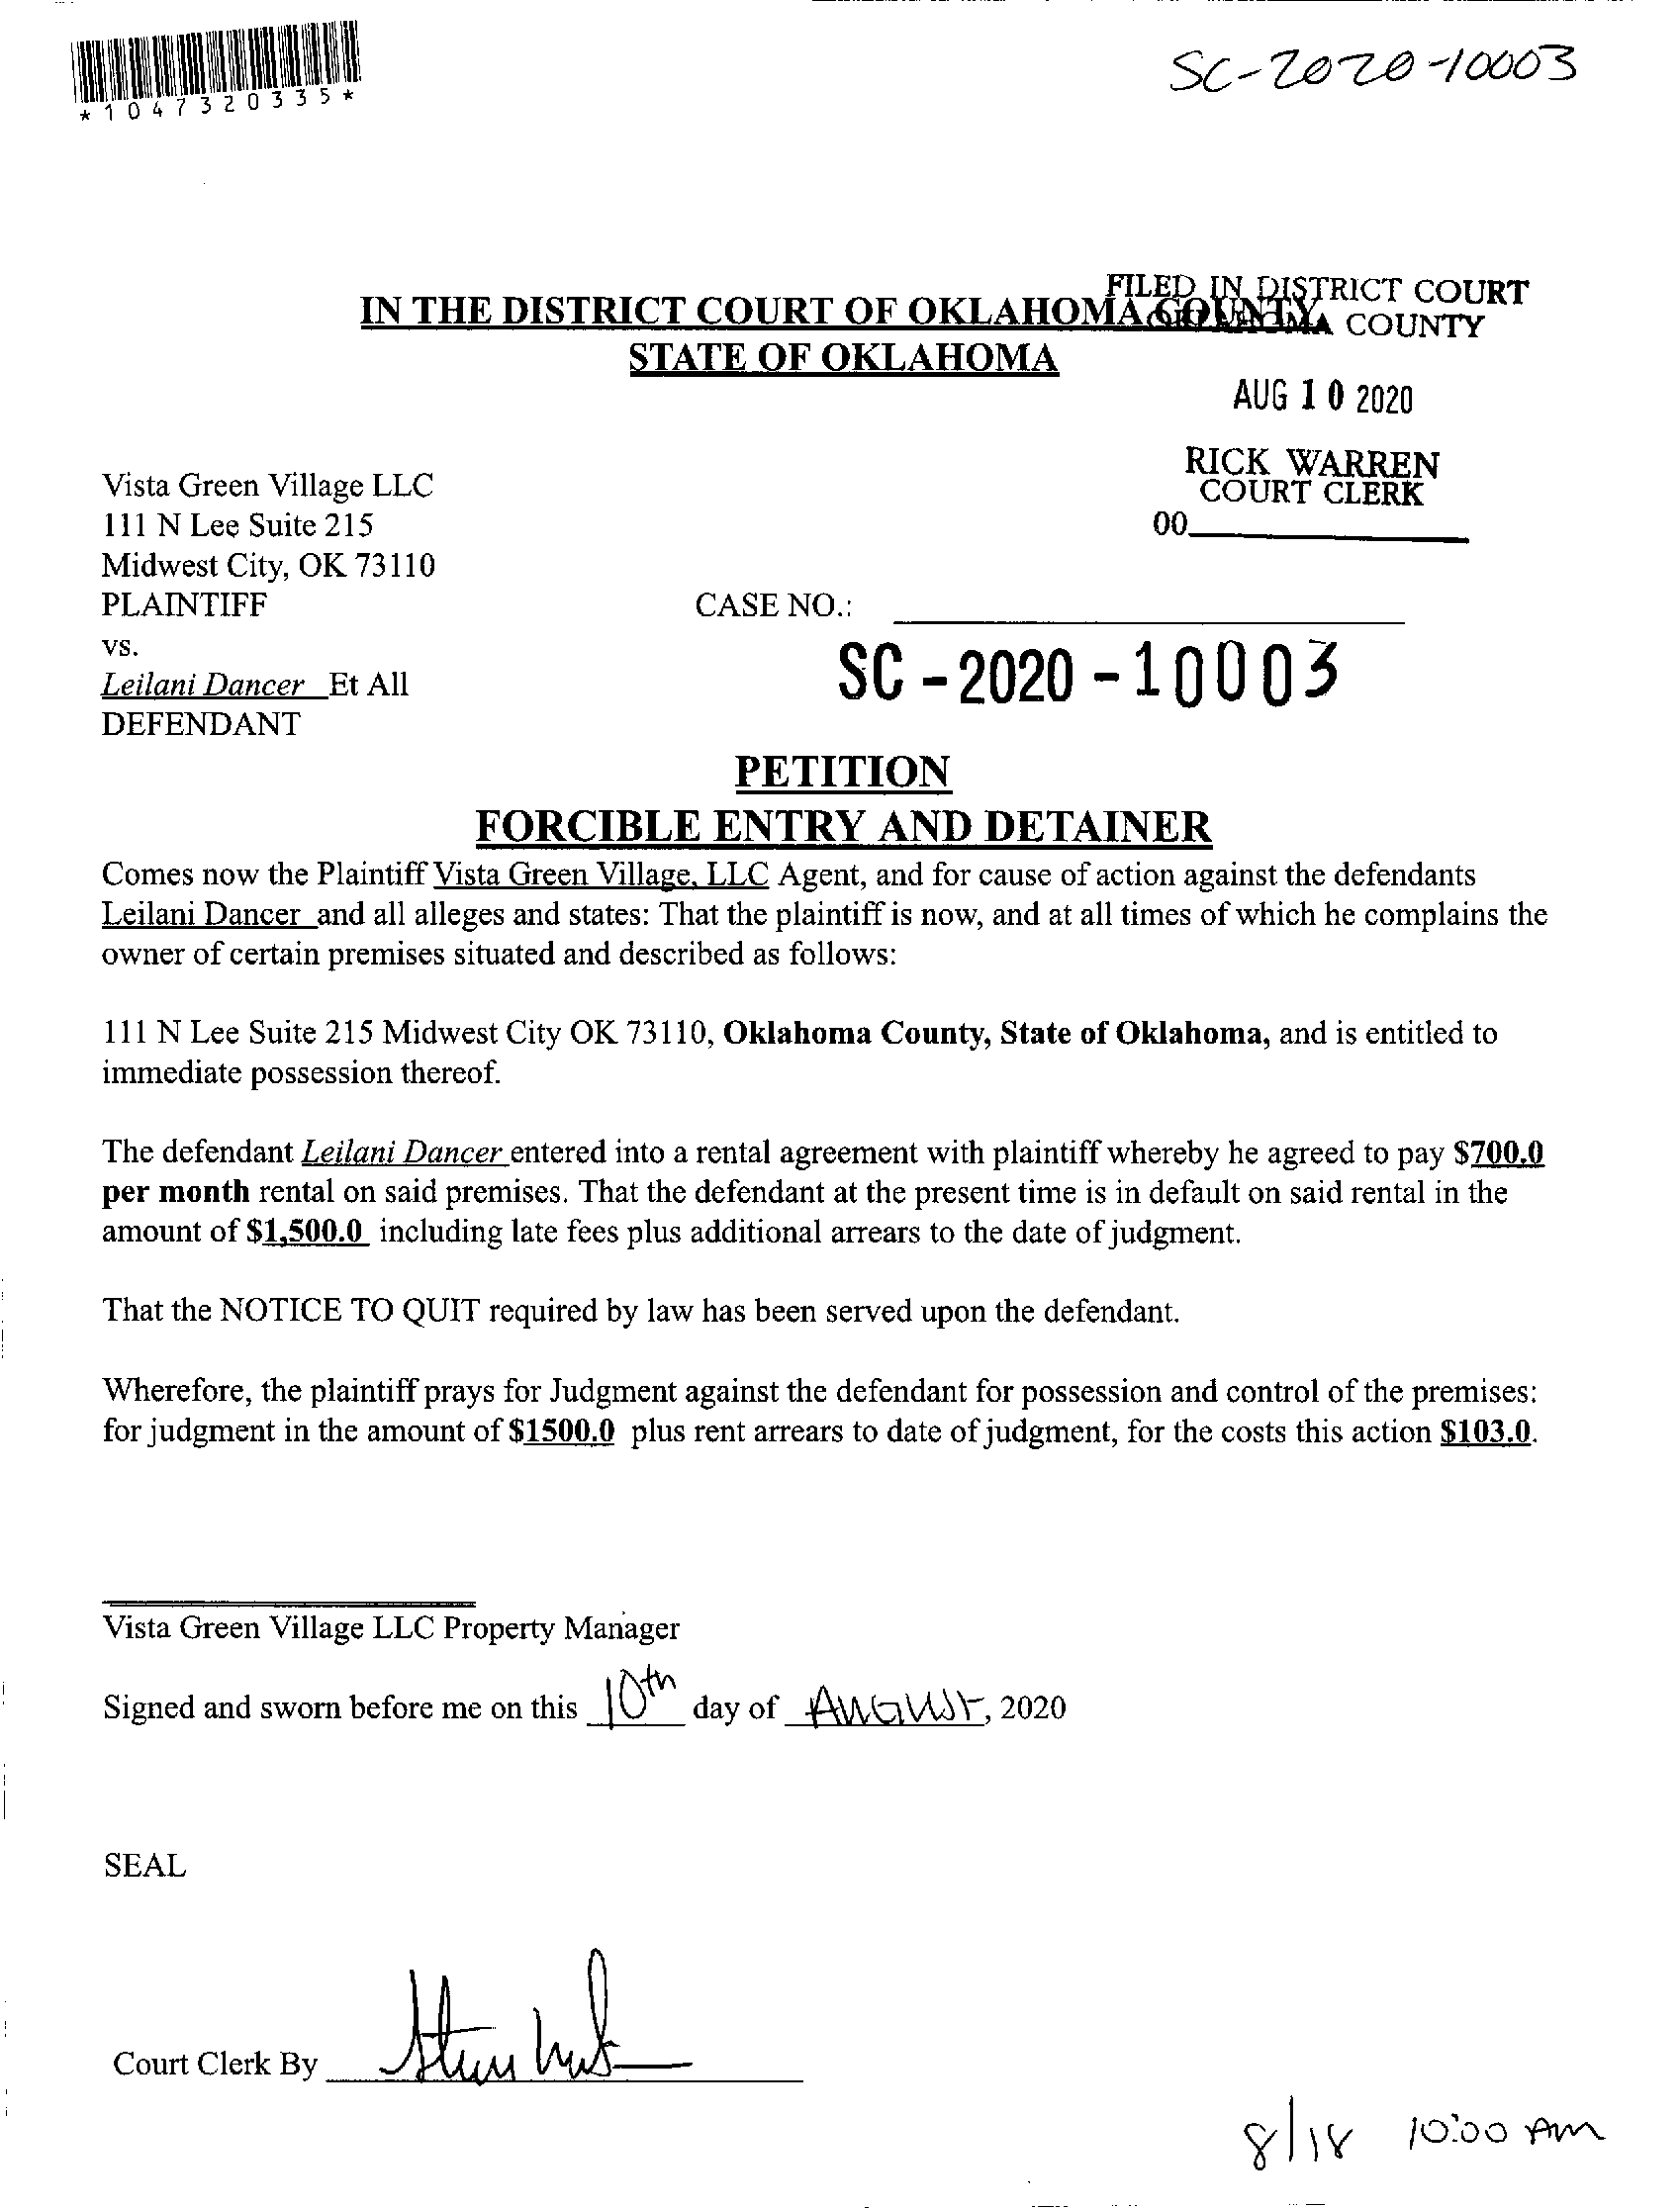 *1047320335*
SC-2020-10003
FILED IN DISTRICT COURT
OKLAHOMA COUNTY
IN THE DISTRICT COURT OF OKLAHOMA COUNTY
STATE OF OKLAHOMA
AUG 10 2020
RICK WARREN
COURT CLERK
00
Vista Green Village LLC
111 N Lee Suite 215
Midwest City, OK 73110
PLAINTIFF
CASE NO.:
vs.
Leilani Dancer Et All
SC-2020-10003
DEFENDANT
PETITION
FORCIBLE ENTRY AND DETAINER
Comes now the Plaintiff Vista Green Village, LLC Agent, and for cause of action against the defendants
Leilani Dancer and all alleges and states: That the plaintiff is now, and at all times of which he complains the
owner of certain premises situated and described as follows:
111 N Lee Suite 215 Midwest City OK 73110, Oklahoma County, State of Oklahoma, and is entitled to
immediate possession thereof.
The defendant Leilani Dancer entered into a rental agreement with plaintiff whereby he agreed to pay $700.0
per month rental on said premises. That the defendant at the present time is in default on said rental in the
amount of $1,500.0 including late fees plus additional arrears to the date of judgment.
That the NOTICE TO QUIT required by law has been served upon the defendant.
Wherefore, the plaintiff prays for Judgment against the defendant for possession and control of the premises:
for judgment in the amount of $1500.0 plus rent arrears to date of judgment, for the costs this action $103.0.
Vista Green Village LLC Property Manager
Signed and sworn before me on this 10th day of August, 2020
SEAL
Court Clerk By
8/18 10:00 AM